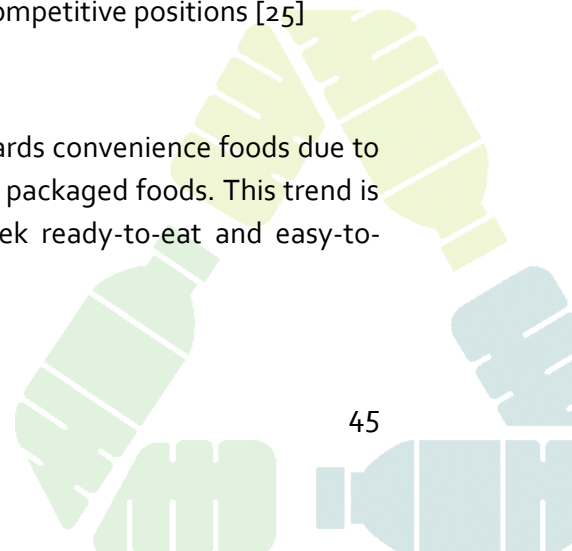 ompetitive positions [25]
ards convenience foods due to
packaged foods. This trend is
ek ready-to-eat and easy-to-
45